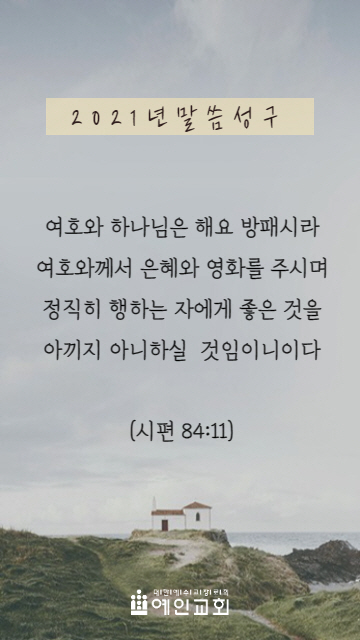 2021년말씀성구
여호와 하나님은 해요 방패시라
여호와께서 은혜와 영화를 주시며
정직히 행하는 자에게 좋은 것을
아끼지 아니하실 것임이니이다
(시편 84:11)
예인교회